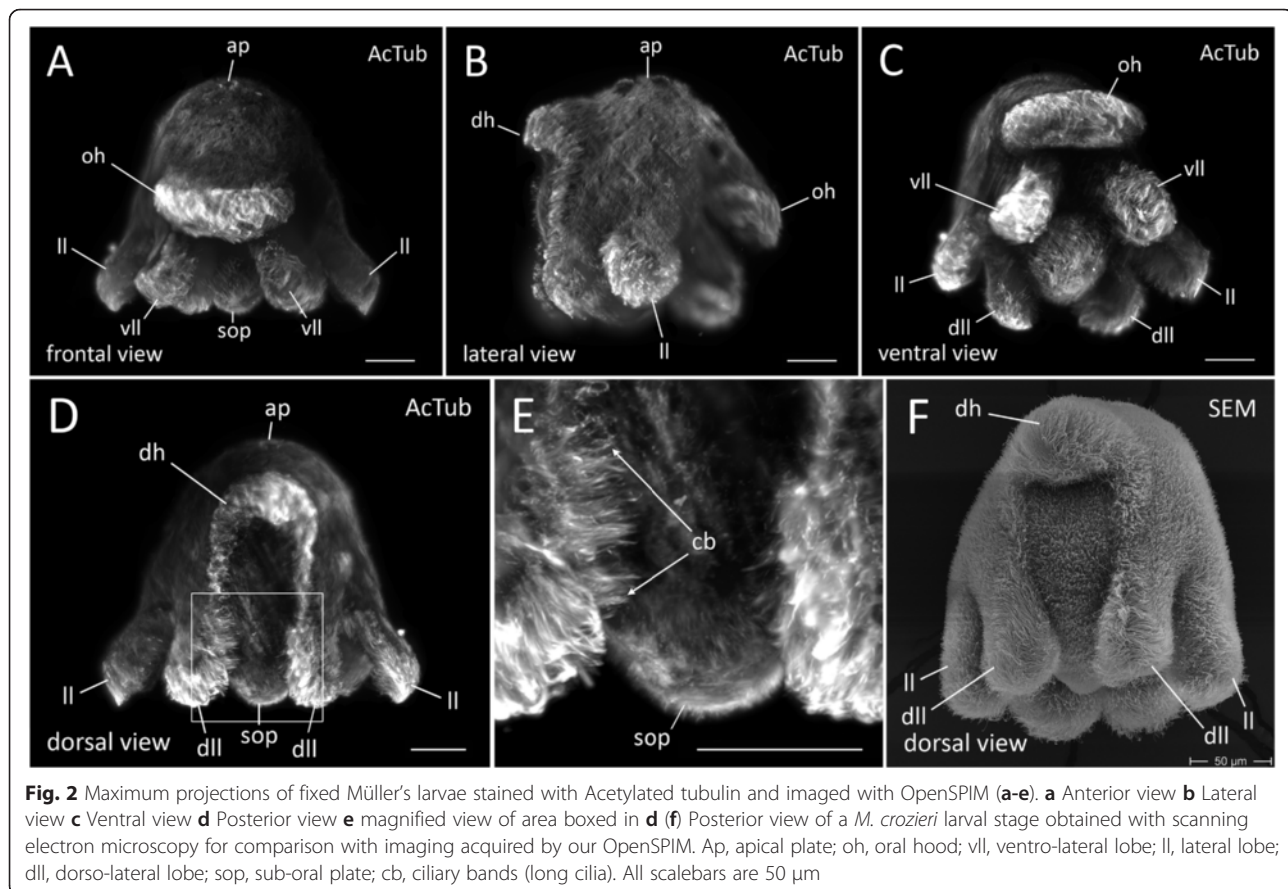 A
ap
AcTub
oh
ll
ll
vll
vll
sop
frontal view
B
ap
AcTub
dh
oh
ll
lateral view
C
AcTub
oh
vll
vll
ll
ll
dll
dll
ventral view
D
ap
AcTub
dh
ll
ll
dll
sop
dll
dorsal view
E
cb
sop
F
SEM
dh
ll
dll
dll
ll
dorsal view
50 µm
Fig. 2 Maximum projections of fixed Müller's larvae stained with Acetylated tubulin and imaged with OpenSPIM (a-e). a Anterior view b Lateral
view c Ventral view d Posterior view e magnified view of area boxed in d (f) Posterior view of a M. crozieri larval stage obtained with scanning
electron microscopy for comparison with imaging acquired by our OpenSPIM. Ap, apical plate; oh, oral hood; vll, ventro-lateral lobe; ll, lateral lobe;
dll, dorso-lateral lobe; sop, sub-oral plate; cb, ciliary bands (long cilia). All scalebars are 50 µm